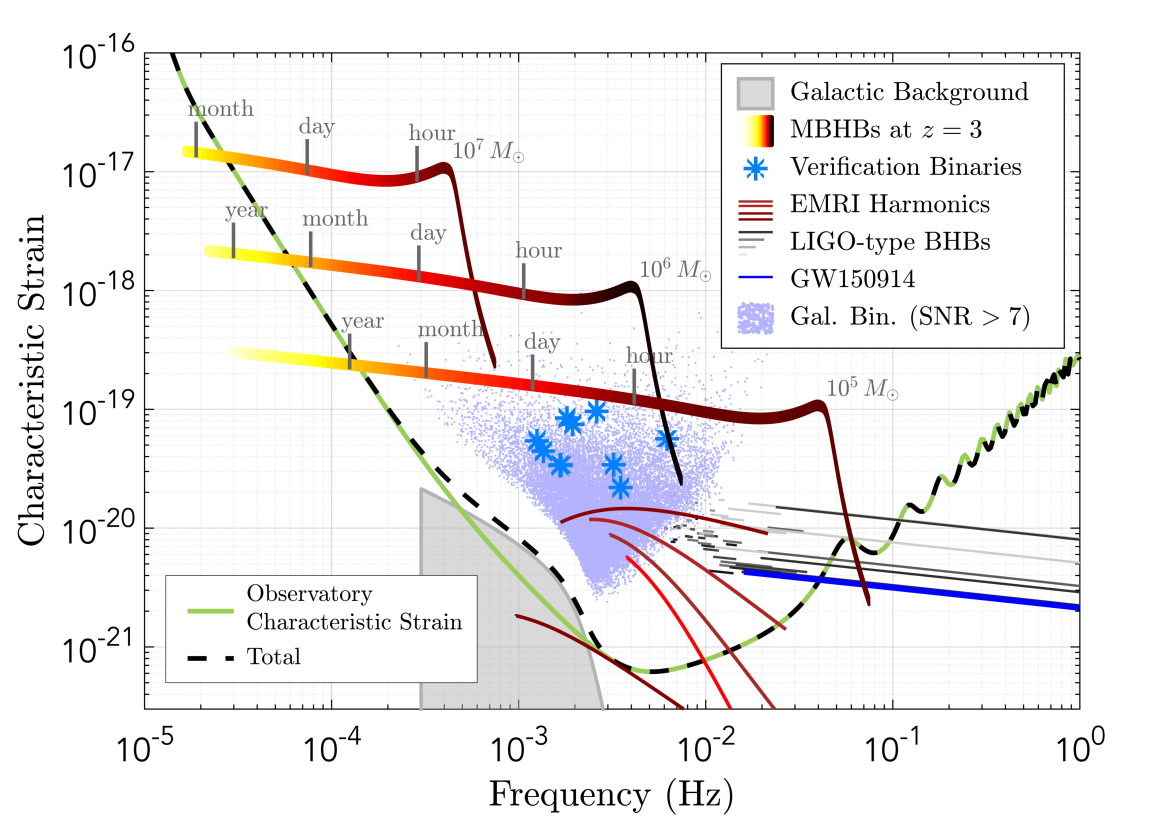 10^-16
10^-17
10^-18
10^-19
10^-20
10^-21
Characteristic Strain
month
day
hour
10^7 M_⊙
year
month
day
hour
10^6 M_⊙
year
month
day
hour
10^5 M_⊙
Galactic Background
MBHBs at z = 3
Verification Binaries
EMRI Harmonics
LIGO-type BHBs
GW150914
Gal. Bin. (SNR > 7)
Observatory
Characteristic Strain
Total
10^-5
10^-4
10^-3
10^-2
10^-1
10^0
Frequency (Hz)